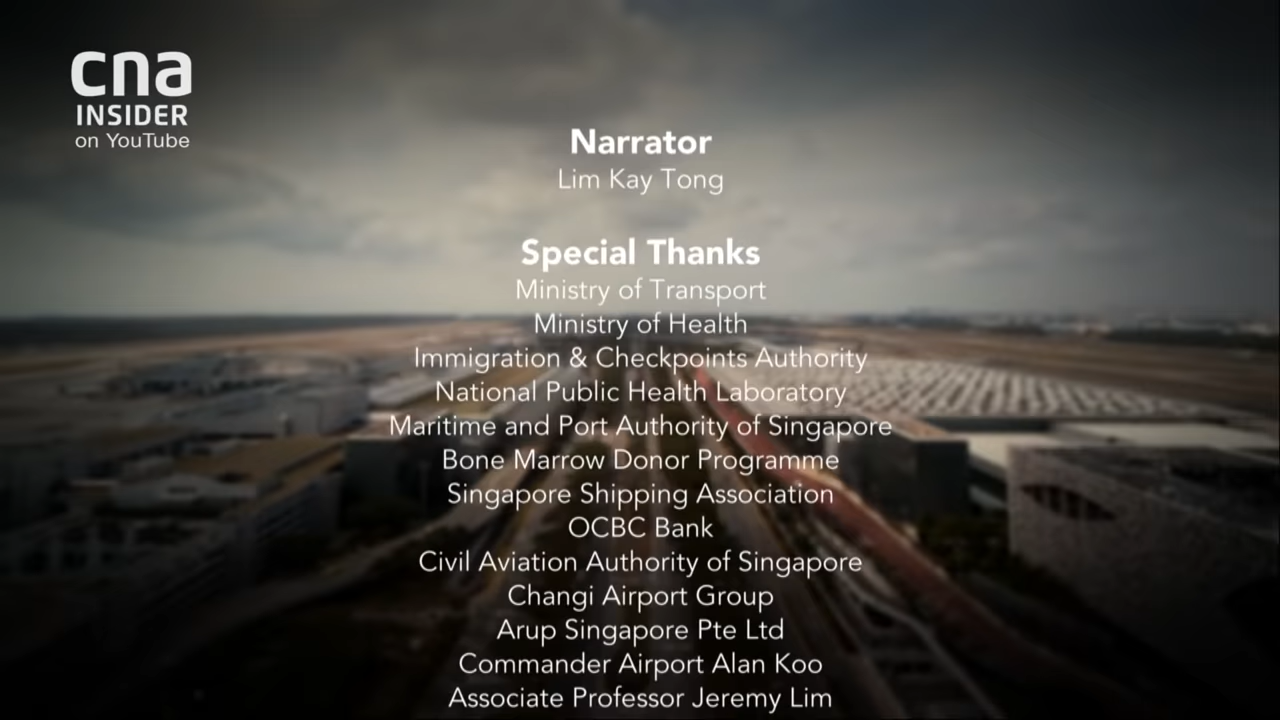 cna
INSIDER
on YouTube
Narrator
Lim Kay Tong
Special Thanks
Ministry of Transport
Ministry of Health
Immigration & Checkpoints Authority
National Public Health Laboratory
Maritime and Port Authority of Singapore
Bone Marrow Donor Programme
Singapore Shipping Association
OCBC Bank
Civil Aviation Authority of Singapore
Changi Airport Group
Arup Singapore Pte Ltd
Commander Airport Alan Koo
Associate Professor Jeremy Lim